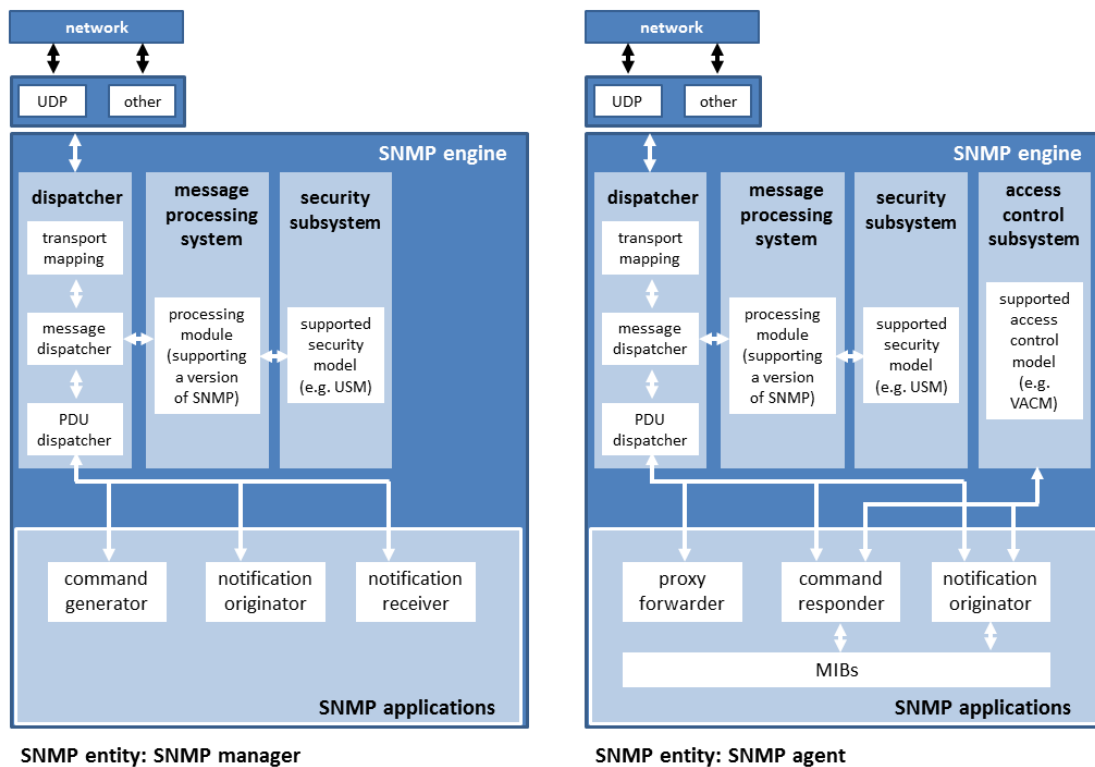 network
UDP
other
SNMP engine
dispatcher
transport
mapping
message
dispatcher
PDU
dispatcher
message
processing
system
processing
module
(supporting
a version
of SNMP)
security
subsystem
supported
security
model
(e.g. USM)
command
generator
notification
originator
notification
receiver
SNMP applications
SNMP entity: SNMP manager
network
UDP
other
SNMP engine
dispatcher
transport
mapping
message
dispatcher
PDU
dispatcher
message
processing
system
processing
module
(supporting
a version
of SNMP)
security
subsystem
supported
security
model
(e.g. USM)
access
control
subsystem
supported
access
control
model
(e.g.
VACM)
proxy
forwarder
command
responder
notification
originator
MIBs
SNMP applications
SNMP entity: SNMP agent